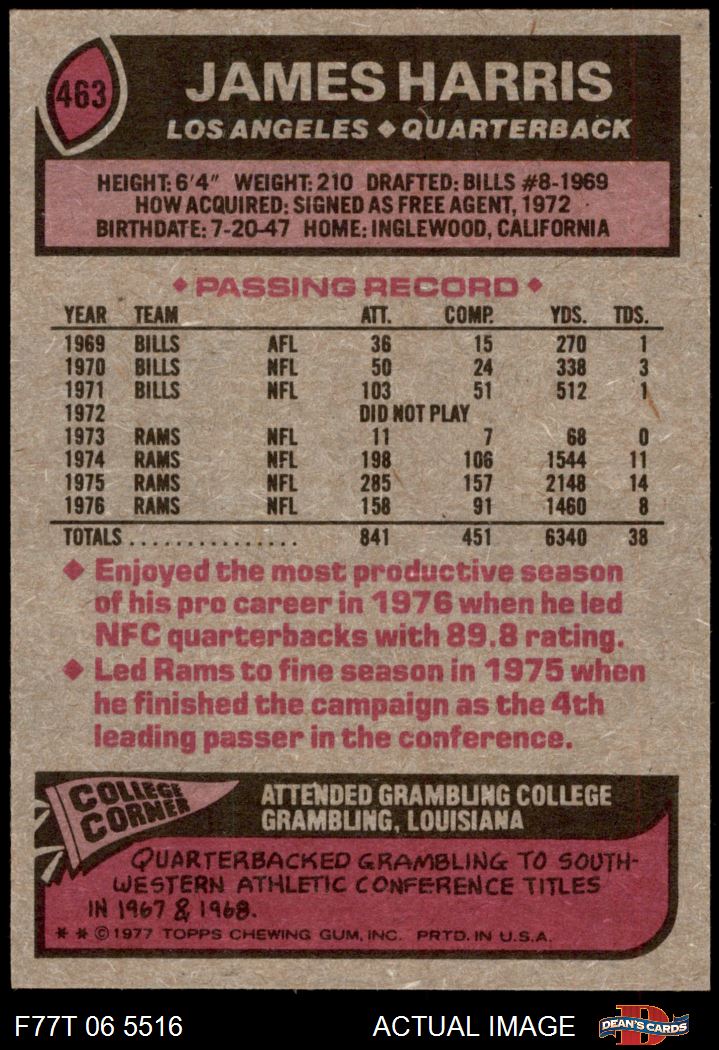 463
JAMES HARRIS
LOS ANGELES ◆ QUARTERBACK
HEIGHT: 6'4" WEIGHT: 210 DRAFTED: BILLS #8-1969
HOW ACQUIRED: SIGNED AS FREE AGENT, 1972
BIRTHDATE: 7-20-47 HOME: INGLEWOOD, CALIFORNIA
◆ PASSING RECORD ◆
YEAR TEAM ATT. COMP. YDS. TDS.
1969 BILLS AFL 36 15 270 1
1970 BILLS NFL 50 24 338 3
1971 BILLS NFL 103 51 512 1
1972 DID NOT PLAY
1973 RAMS NFL 11 7 68 0
1974 RAMS NFL 198 106 1544 11
1975 RAMS NFL 285 157 2148 14
1976 RAMS NFL 158 91 1460 8
TOTALS ............... 841 451 6340 38
◆ Enjoyed the most productive season
of his pro career in 1976 when he led
NFC quarterbacks with 89.8 rating.
◆ Led Rams to fine season in 1975 when
he finished the campaign as the 4th
leading passer in the conference.
COLLEGE
CORNER
ATTENDED GRAMBLING COLLEGE
GRAMBLING, LOUISIANA
QUARTERBACKED GRAMBLING TO SOUTH-
WESTERN ATHLETIC CONFERENCE TITLES
IN 1967 & 1968.
* * © 1977 TOPPS CHEWING GUM, INC. PRTD. IN U.S.A.
F77T 06 5516 ACTUAL IMAGE
D
DEAN'S CARDS